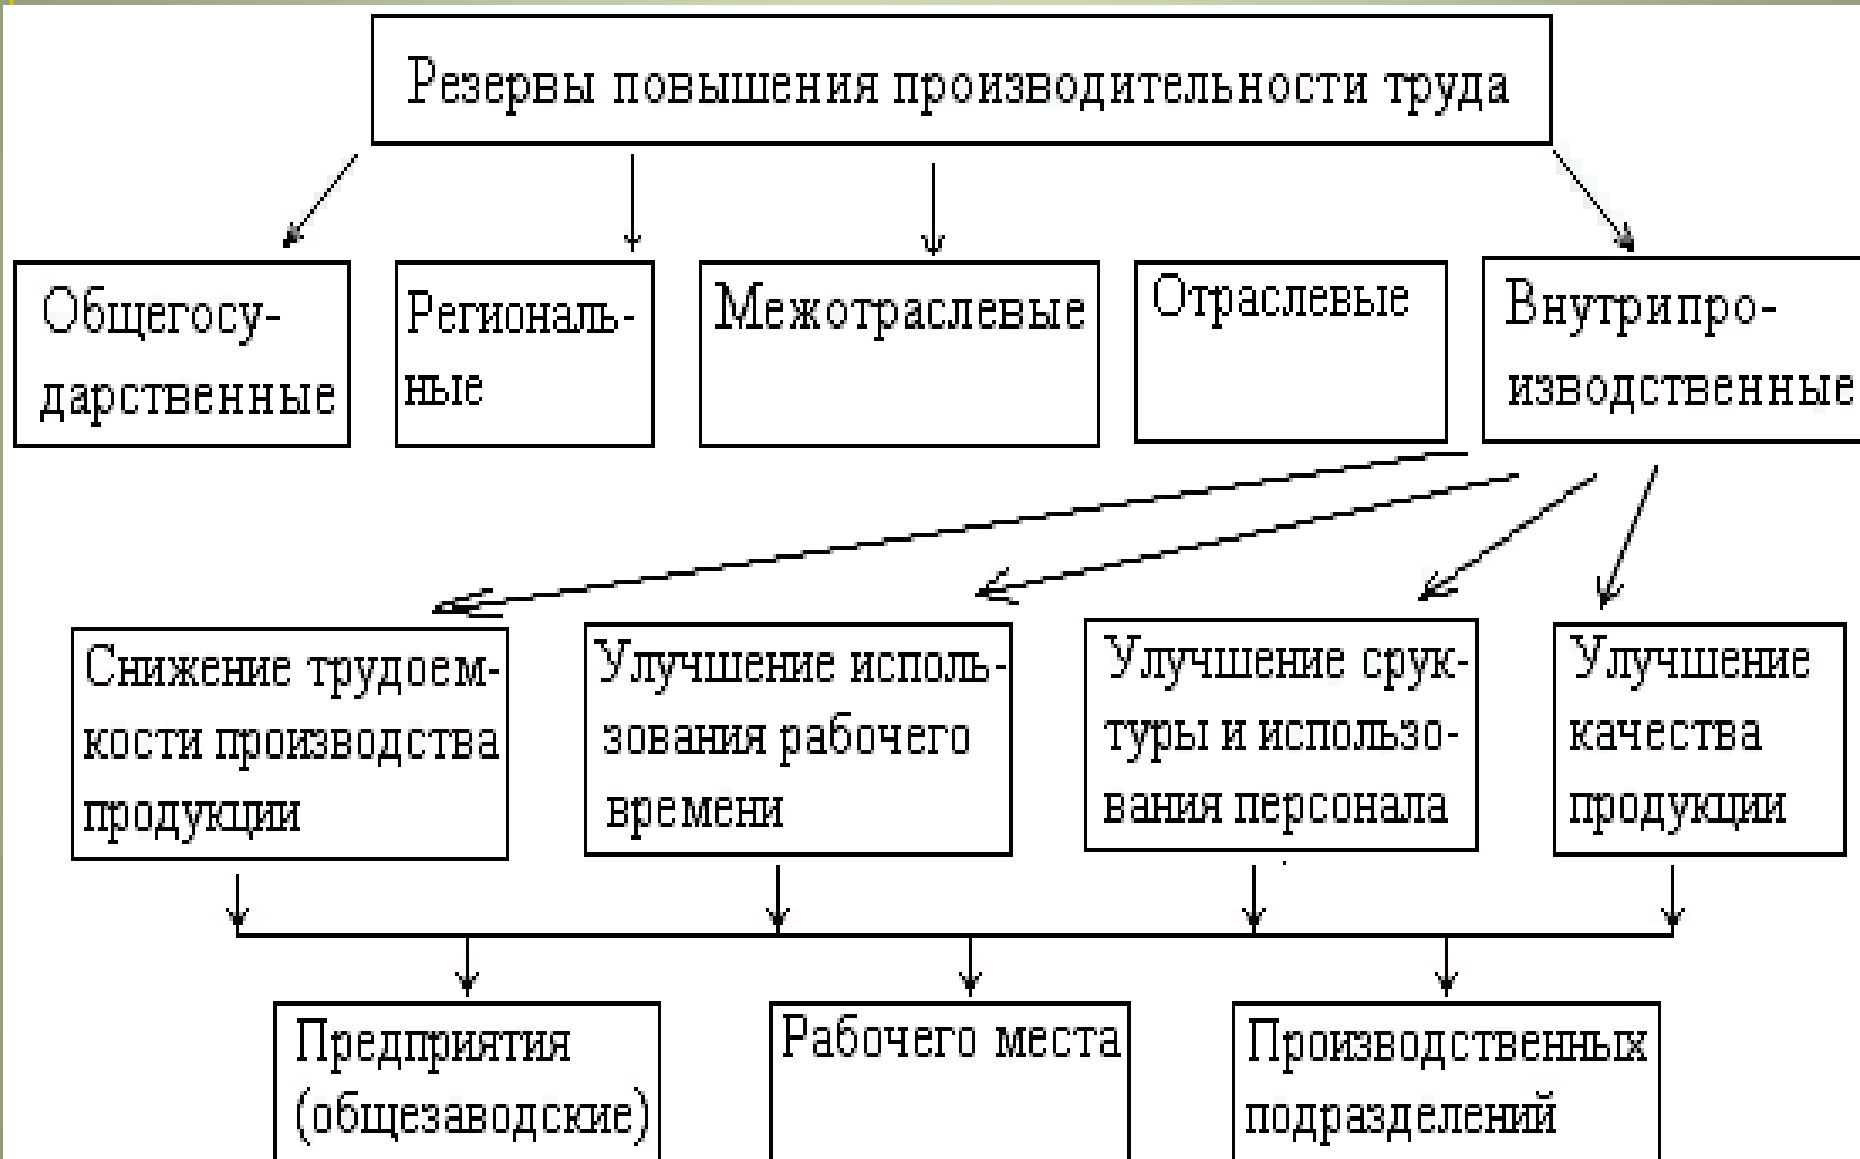 Резервы повышения производительности труда
Общегосу-
дарственные
Региональ-
ные
Межотраслевые
Отраслевые
Внутрипро-
изводственные
Снижение трудоем-
кости производства
продукции
Улучшение исполь-
зования рабочего
времени
Улучшение срук-
туры и использо-
вания персонала
Улучшение
качества
продукции
Предприятия
(общезаводские)
Рабочего места
Производственных
подразделений